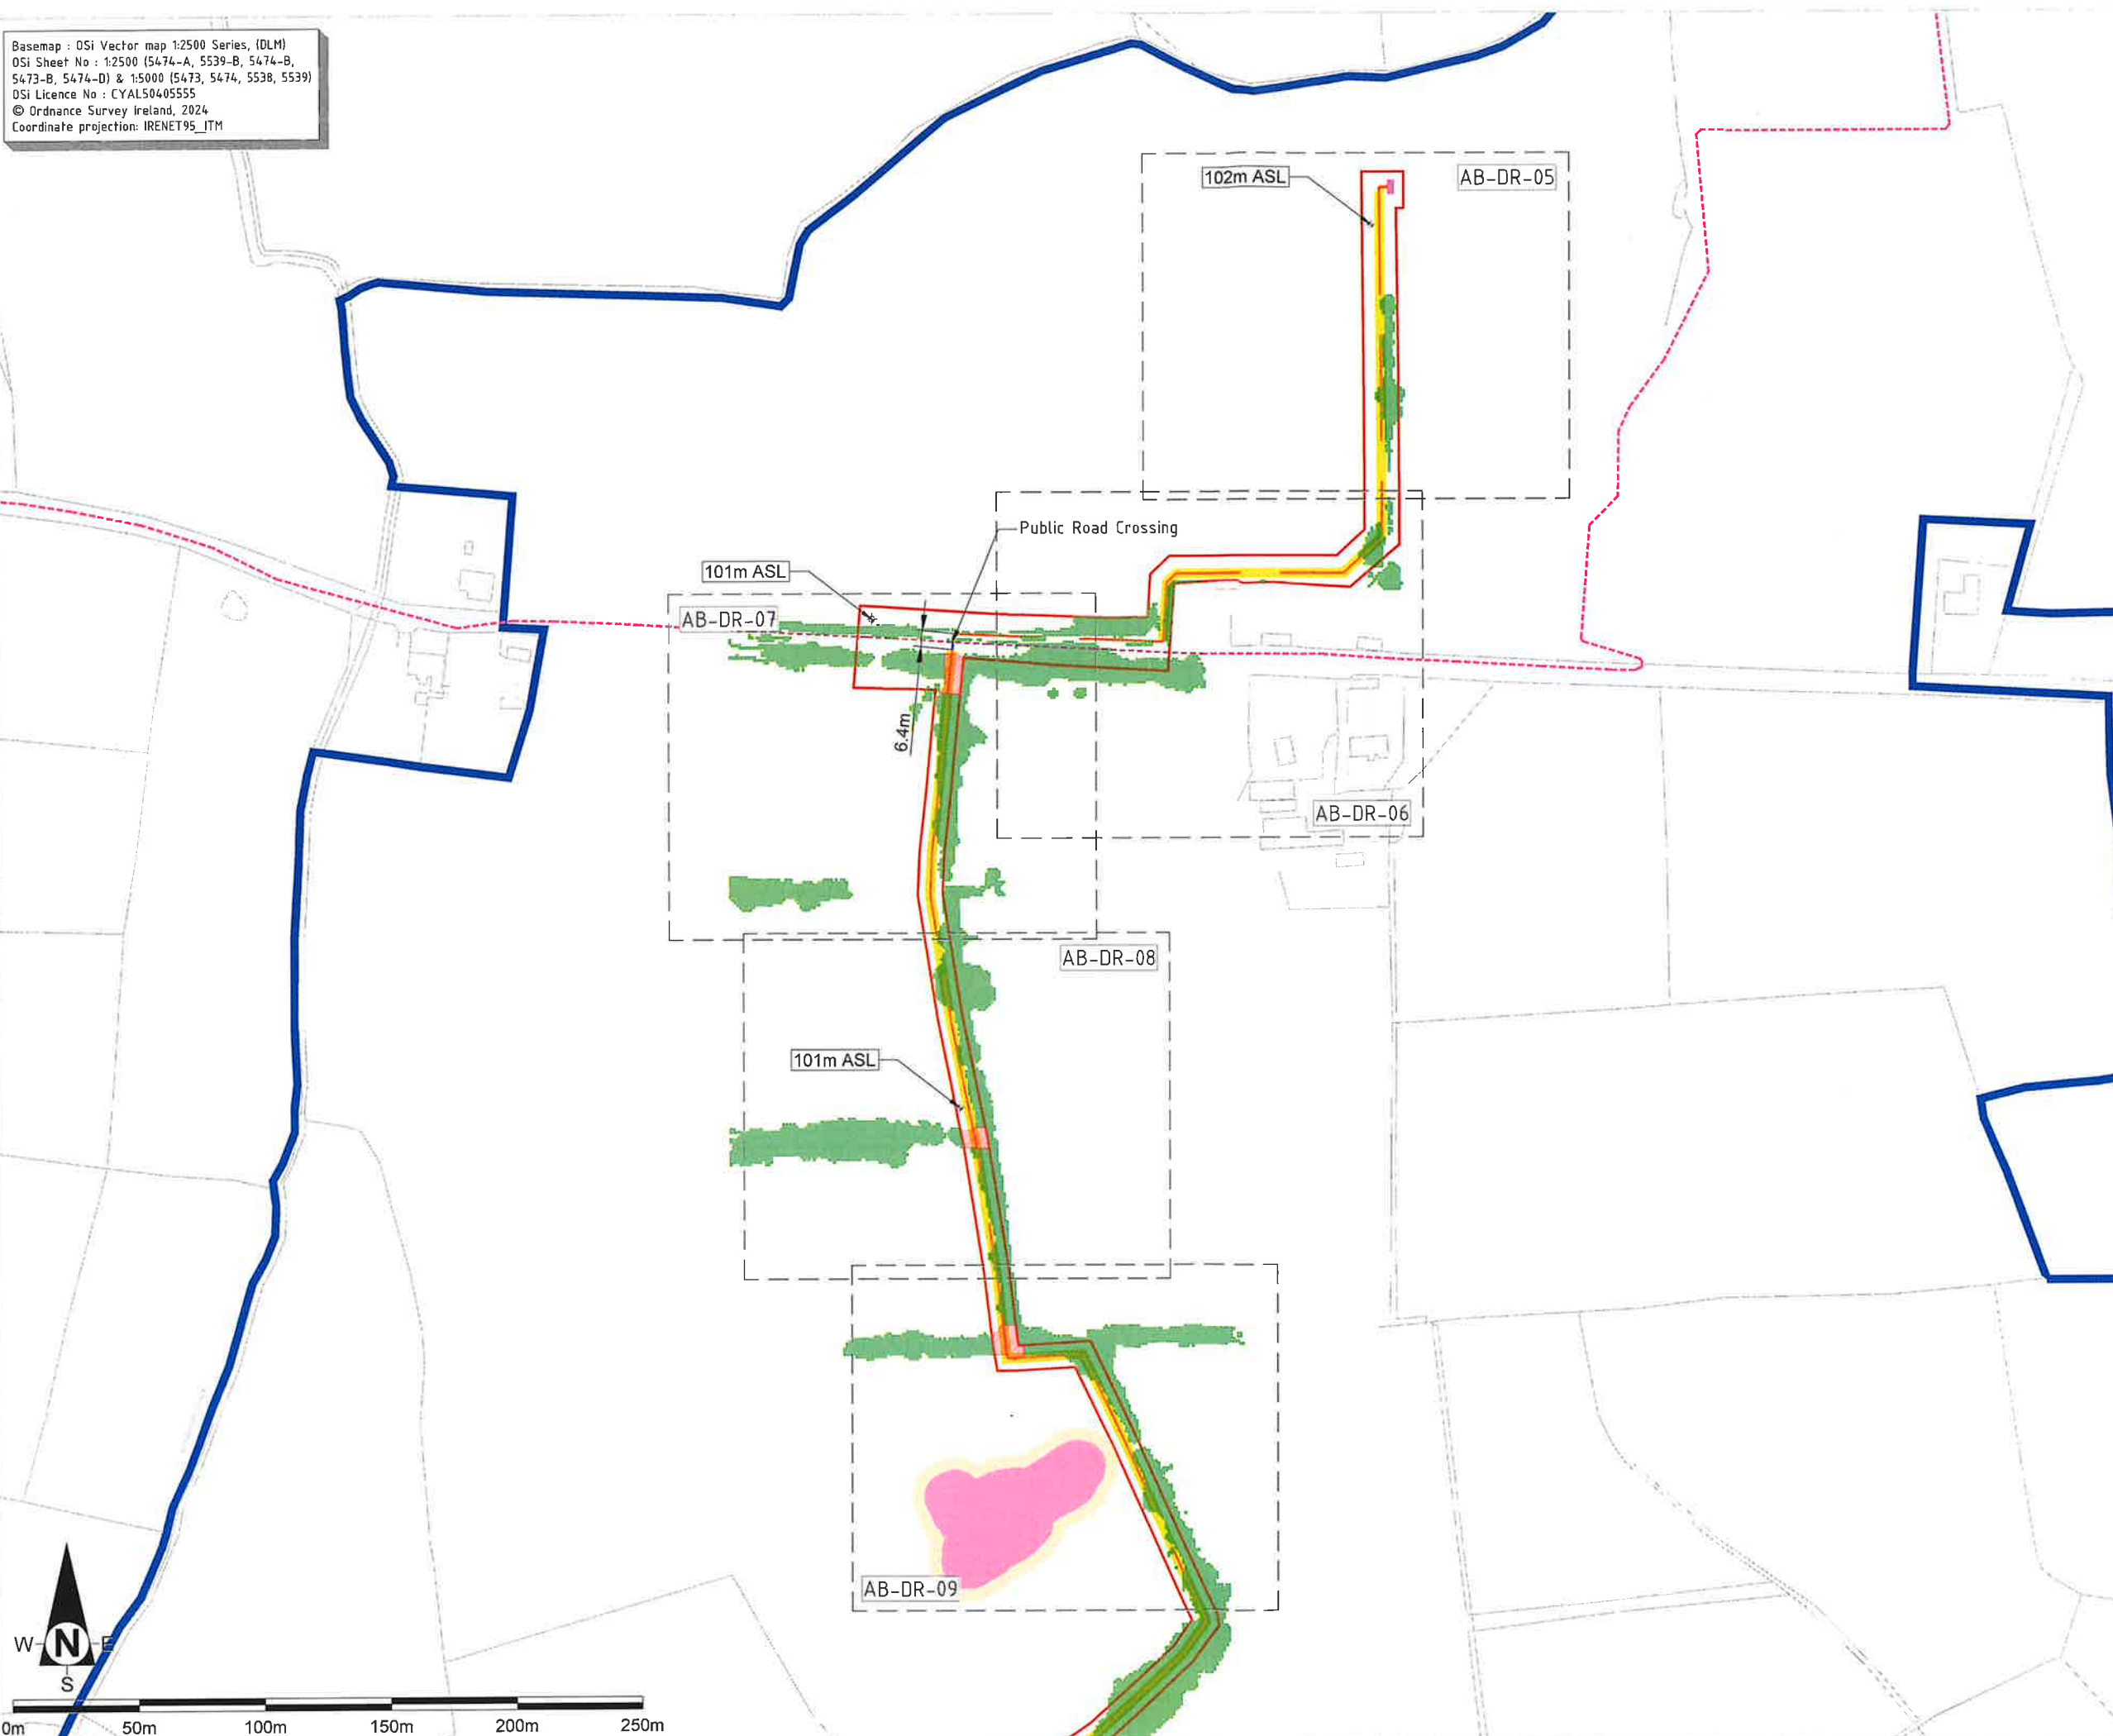 Basemap : OSi Vector map 1:2500 Series, (DLM)
OSi Sheet No : 1:2500 (5474-A, 5539-B, 5474-B,
5473-B, 5474-D) & 1:5000 (5473, 5474, 5538, 5539)
OSi Licence No : CYAL50405555
© Ordnance Survey Ireland, 2024
Coordinate projection: IRENET95_ITM
102m ASL
AB-DR-05
Public Road Crossing
101m ASL
AB-DR-07
6.4m
AB-DR-06
AB-DR-08
101m ASL
AB-DR-09
W N E
S
0m 50m 100m 150m 200m 250m